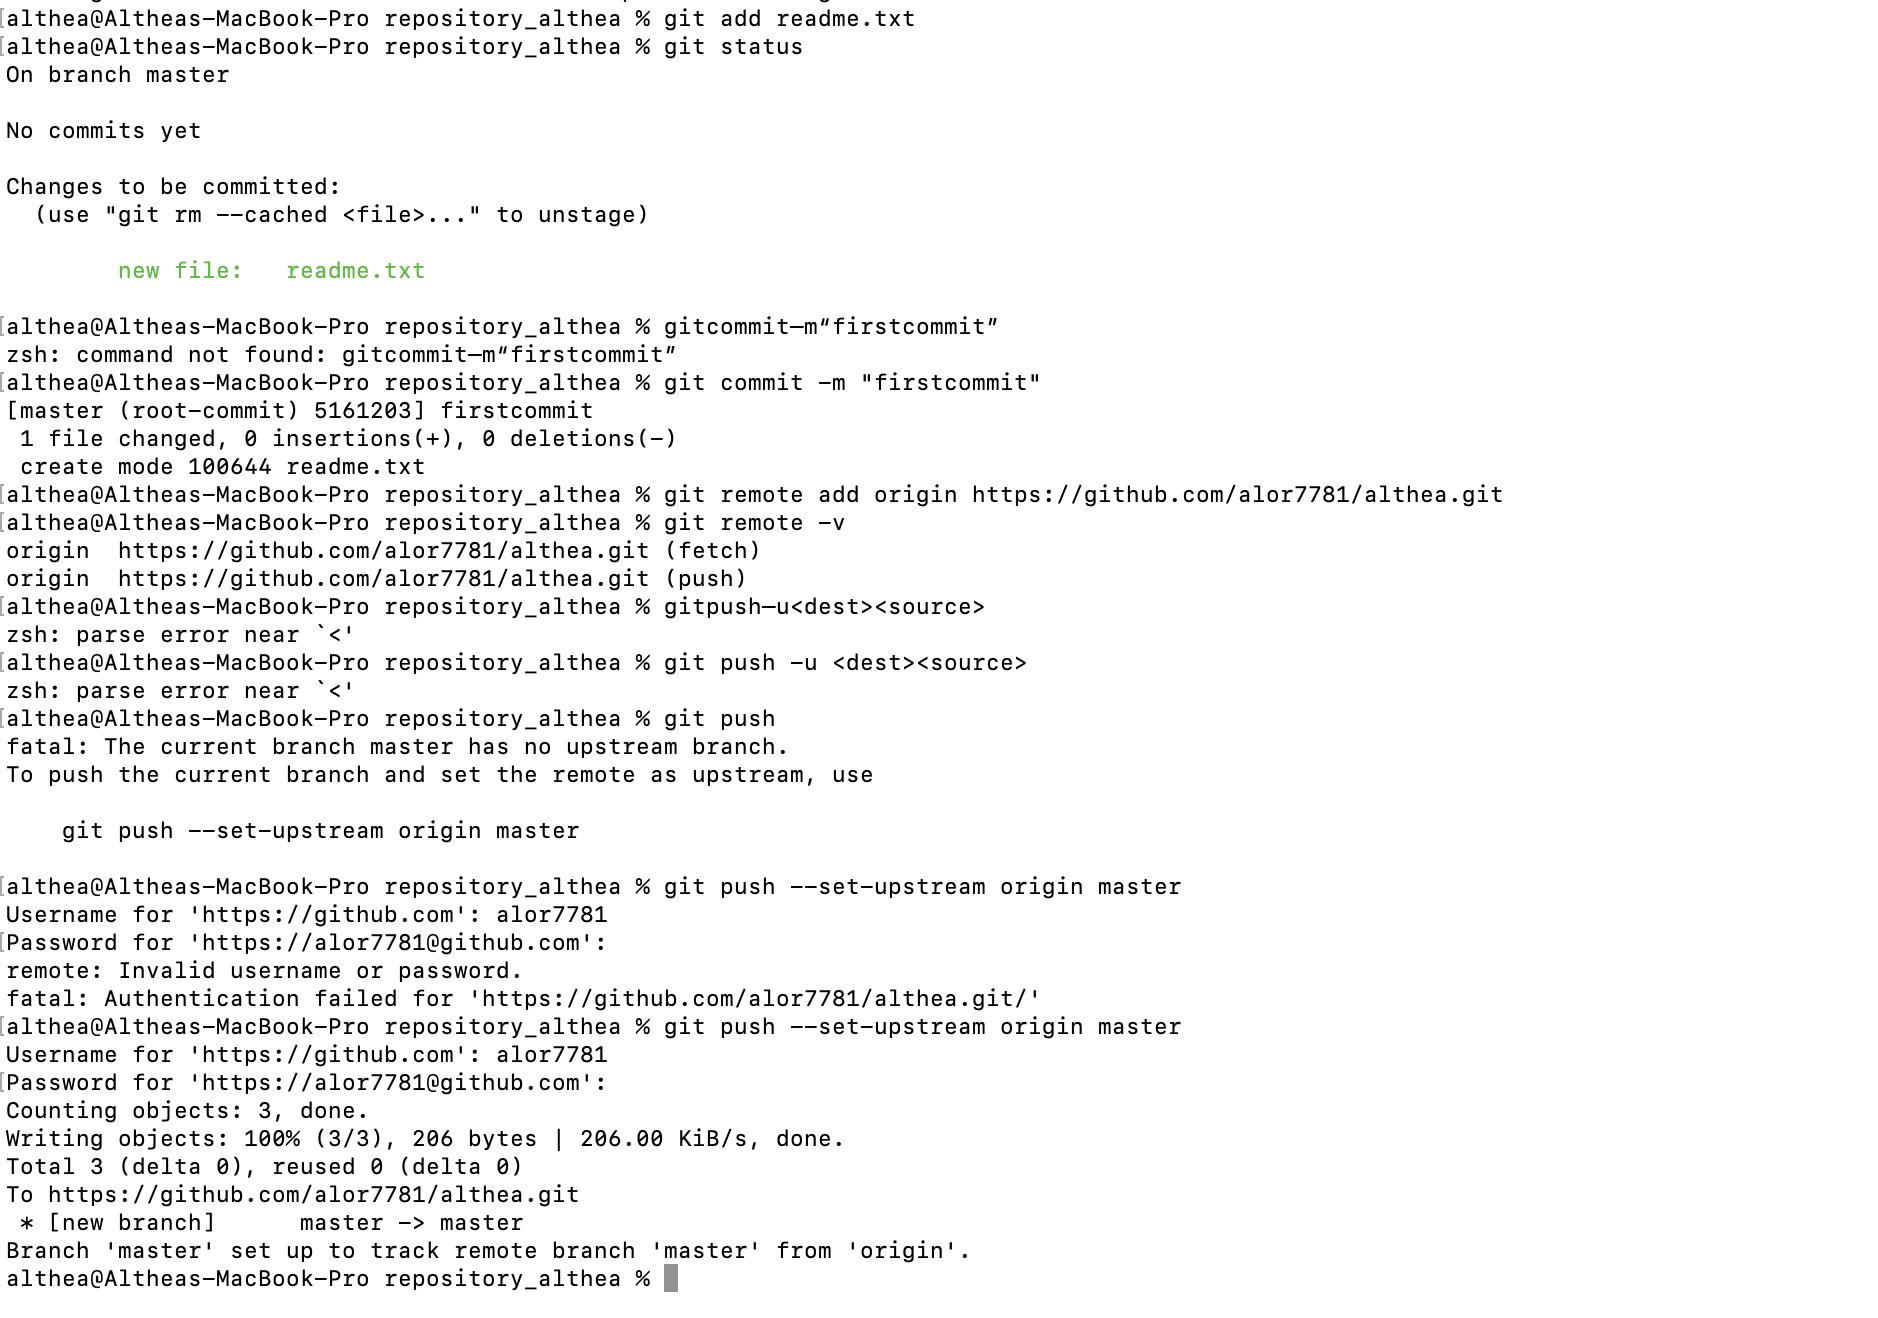 [althea@Altheas-MacBook-Pro repository_althea % git add readme.txt
[althea@Altheas-MacBook-Pro repository_althea % git status
On branch master
No commits yet
Changes to be committed:
  (use "git rm --cached <file>..." to unstage)
        new file:   readme.txt
[althea@Altheas-MacBook-Pro repository_althea % gitcommit–m“firstcommit”
zsh: command not found: gitcommit–m“firstcommit”
[althea@Altheas-MacBook-Pro repository_althea % git commit -m "firstcommit"
[master (root-commit) 5161203] firstcommit
 1 file changed, 0 insertions(+), 0 deletions(-)
 create mode 100644 readme.txt
[althea@Altheas-MacBook-Pro repository_althea % git remote add origin https://github.com/alor7781/althea.git
[althea@Altheas-MacBook-Pro repository_althea % git remote -v
origin  https://github.com/alor7781/althea.git (fetch)
origin  https://github.com/alor7781/althea.git (push)
[althea@Altheas-MacBook-Pro repository_althea % gitpush–u<dest><source>
zsh: parse error near `<'
[althea@Altheas-MacBook-Pro repository_althea % git push -u <dest><source>
zsh: parse error near `<'
[althea@Altheas-MacBook-Pro repository_althea % git push
fatal: The current branch master has no upstream branch.
To push the current branch and set the remote as upstream, use
    git push --set-upstream origin master
[althea@Altheas-MacBook-Pro repository_althea % git push --set-upstream origin master
Username for 'https://github.com': alor7781
[Password for 'https://alor7781@github.com':
remote: Invalid username or password.
fatal: Authentication failed for 'https://github.com/alor7781/althea.git/'
[althea@Altheas-MacBook-Pro repository_althea % git push --set-upstream origin master
Username for 'https://github.com': alor7781
[Password for 'https://alor7781@github.com':
Counting objects: 3, done.
Writing objects: 100% (3/3), 206 bytes | 206.00 KiB/s, done.
Total 3 (delta 0), reused 0 (delta 0)
To https://github.com/alor7781/althea.git
 * [new branch]      master -> master
Branch 'master' set up to track remote branch 'master' from 'origin'.
althea@Altheas-MacBook-Pro repository_althea %